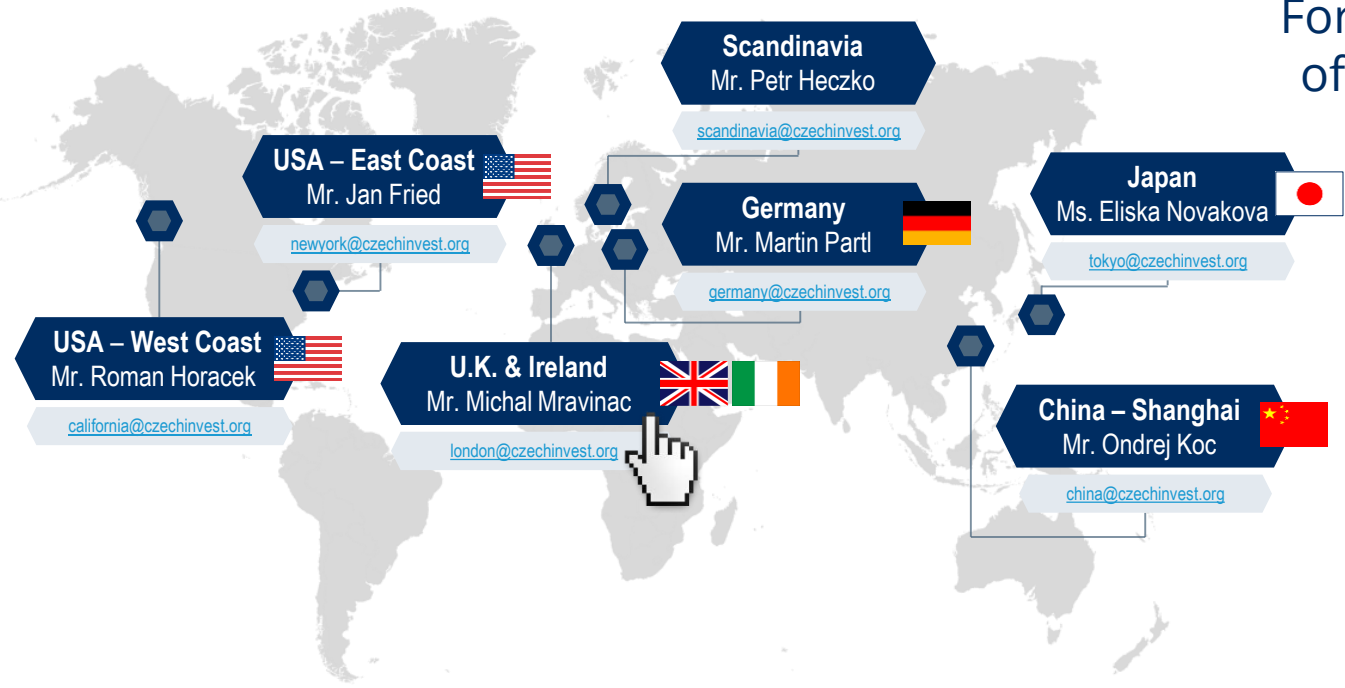 For
of
Scandinavia
Mr. Petr Heczko
scandinavia@czechinvest.org
USA – East Coast
Mr. Jan Fried
newyork@czechinvest.org
Germany
Mr. Martin Partl
germany@czechinvest.org
Japan
Ms. Eliska Novakova
tokyo@czechinvest.org
USA – West Coast
Mr. Roman Horacek
california@czechinvest.org
U.K. & Ireland
Mr. Michal Mravinac
london@czechinvest.org
China – Shanghai
Mr. Ondrej Koc
china@czechinvest.org